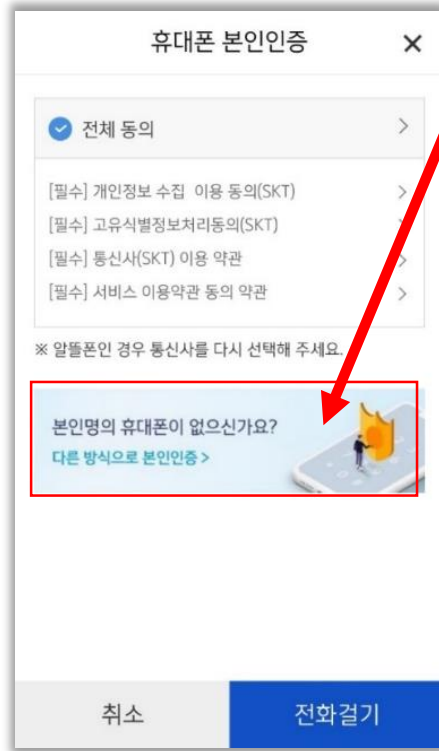 휴대폰 본인인증
전체 동의
[필수] 개인정보 수집 이용 동의(SKT)
[필수] 고유식별정보처리동의(SKT)
[필수] 통신사(SKT) 이용 약관
[필수] 서비스 이용약관 동의 약관
※ 알뜰폰인 경우 통신사를 다시 선택해 주세요.
본인명의 휴대폰이 없으신가요?
다른 방식으로 본인인증 >
취소 전화걸기